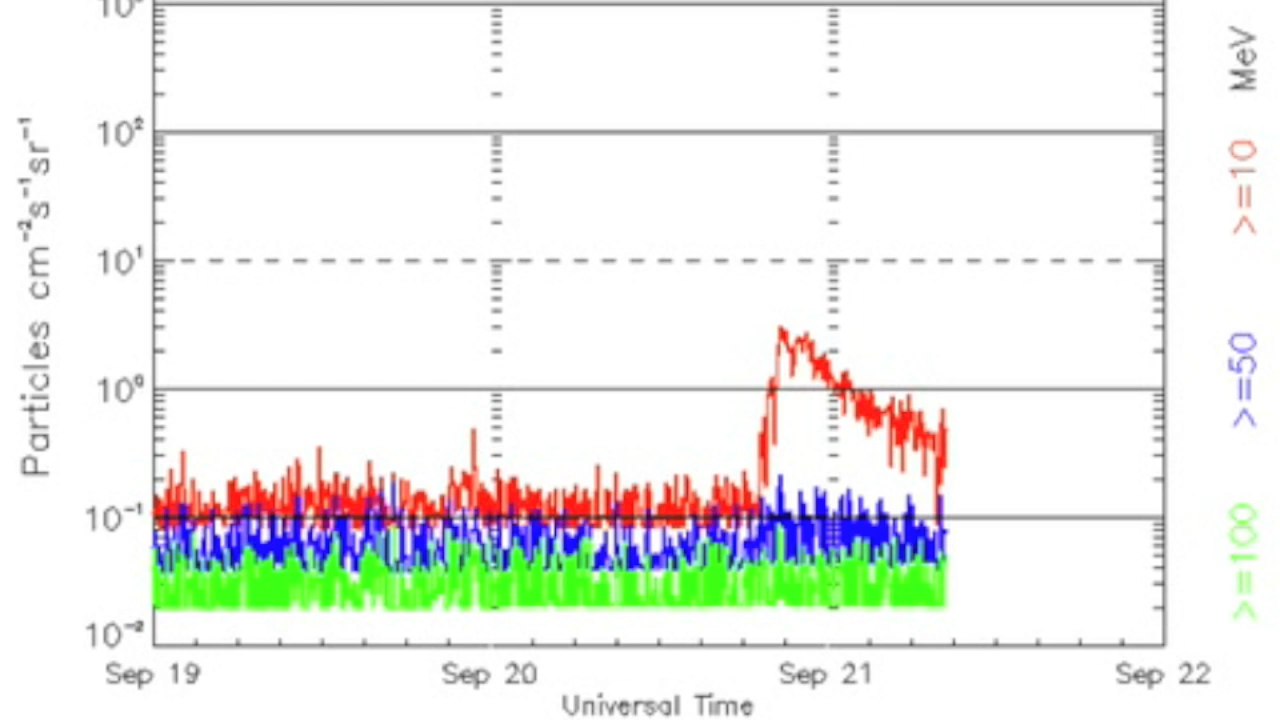 10³
10²
10¹
10⁰
10⁻¹
10⁻²
Particles cm⁻²s⁻¹sr⁻¹
Sep 19 Sep 20 Sep 21 Sep 22
Universal Time
MeV
>=10
>=50
>=100